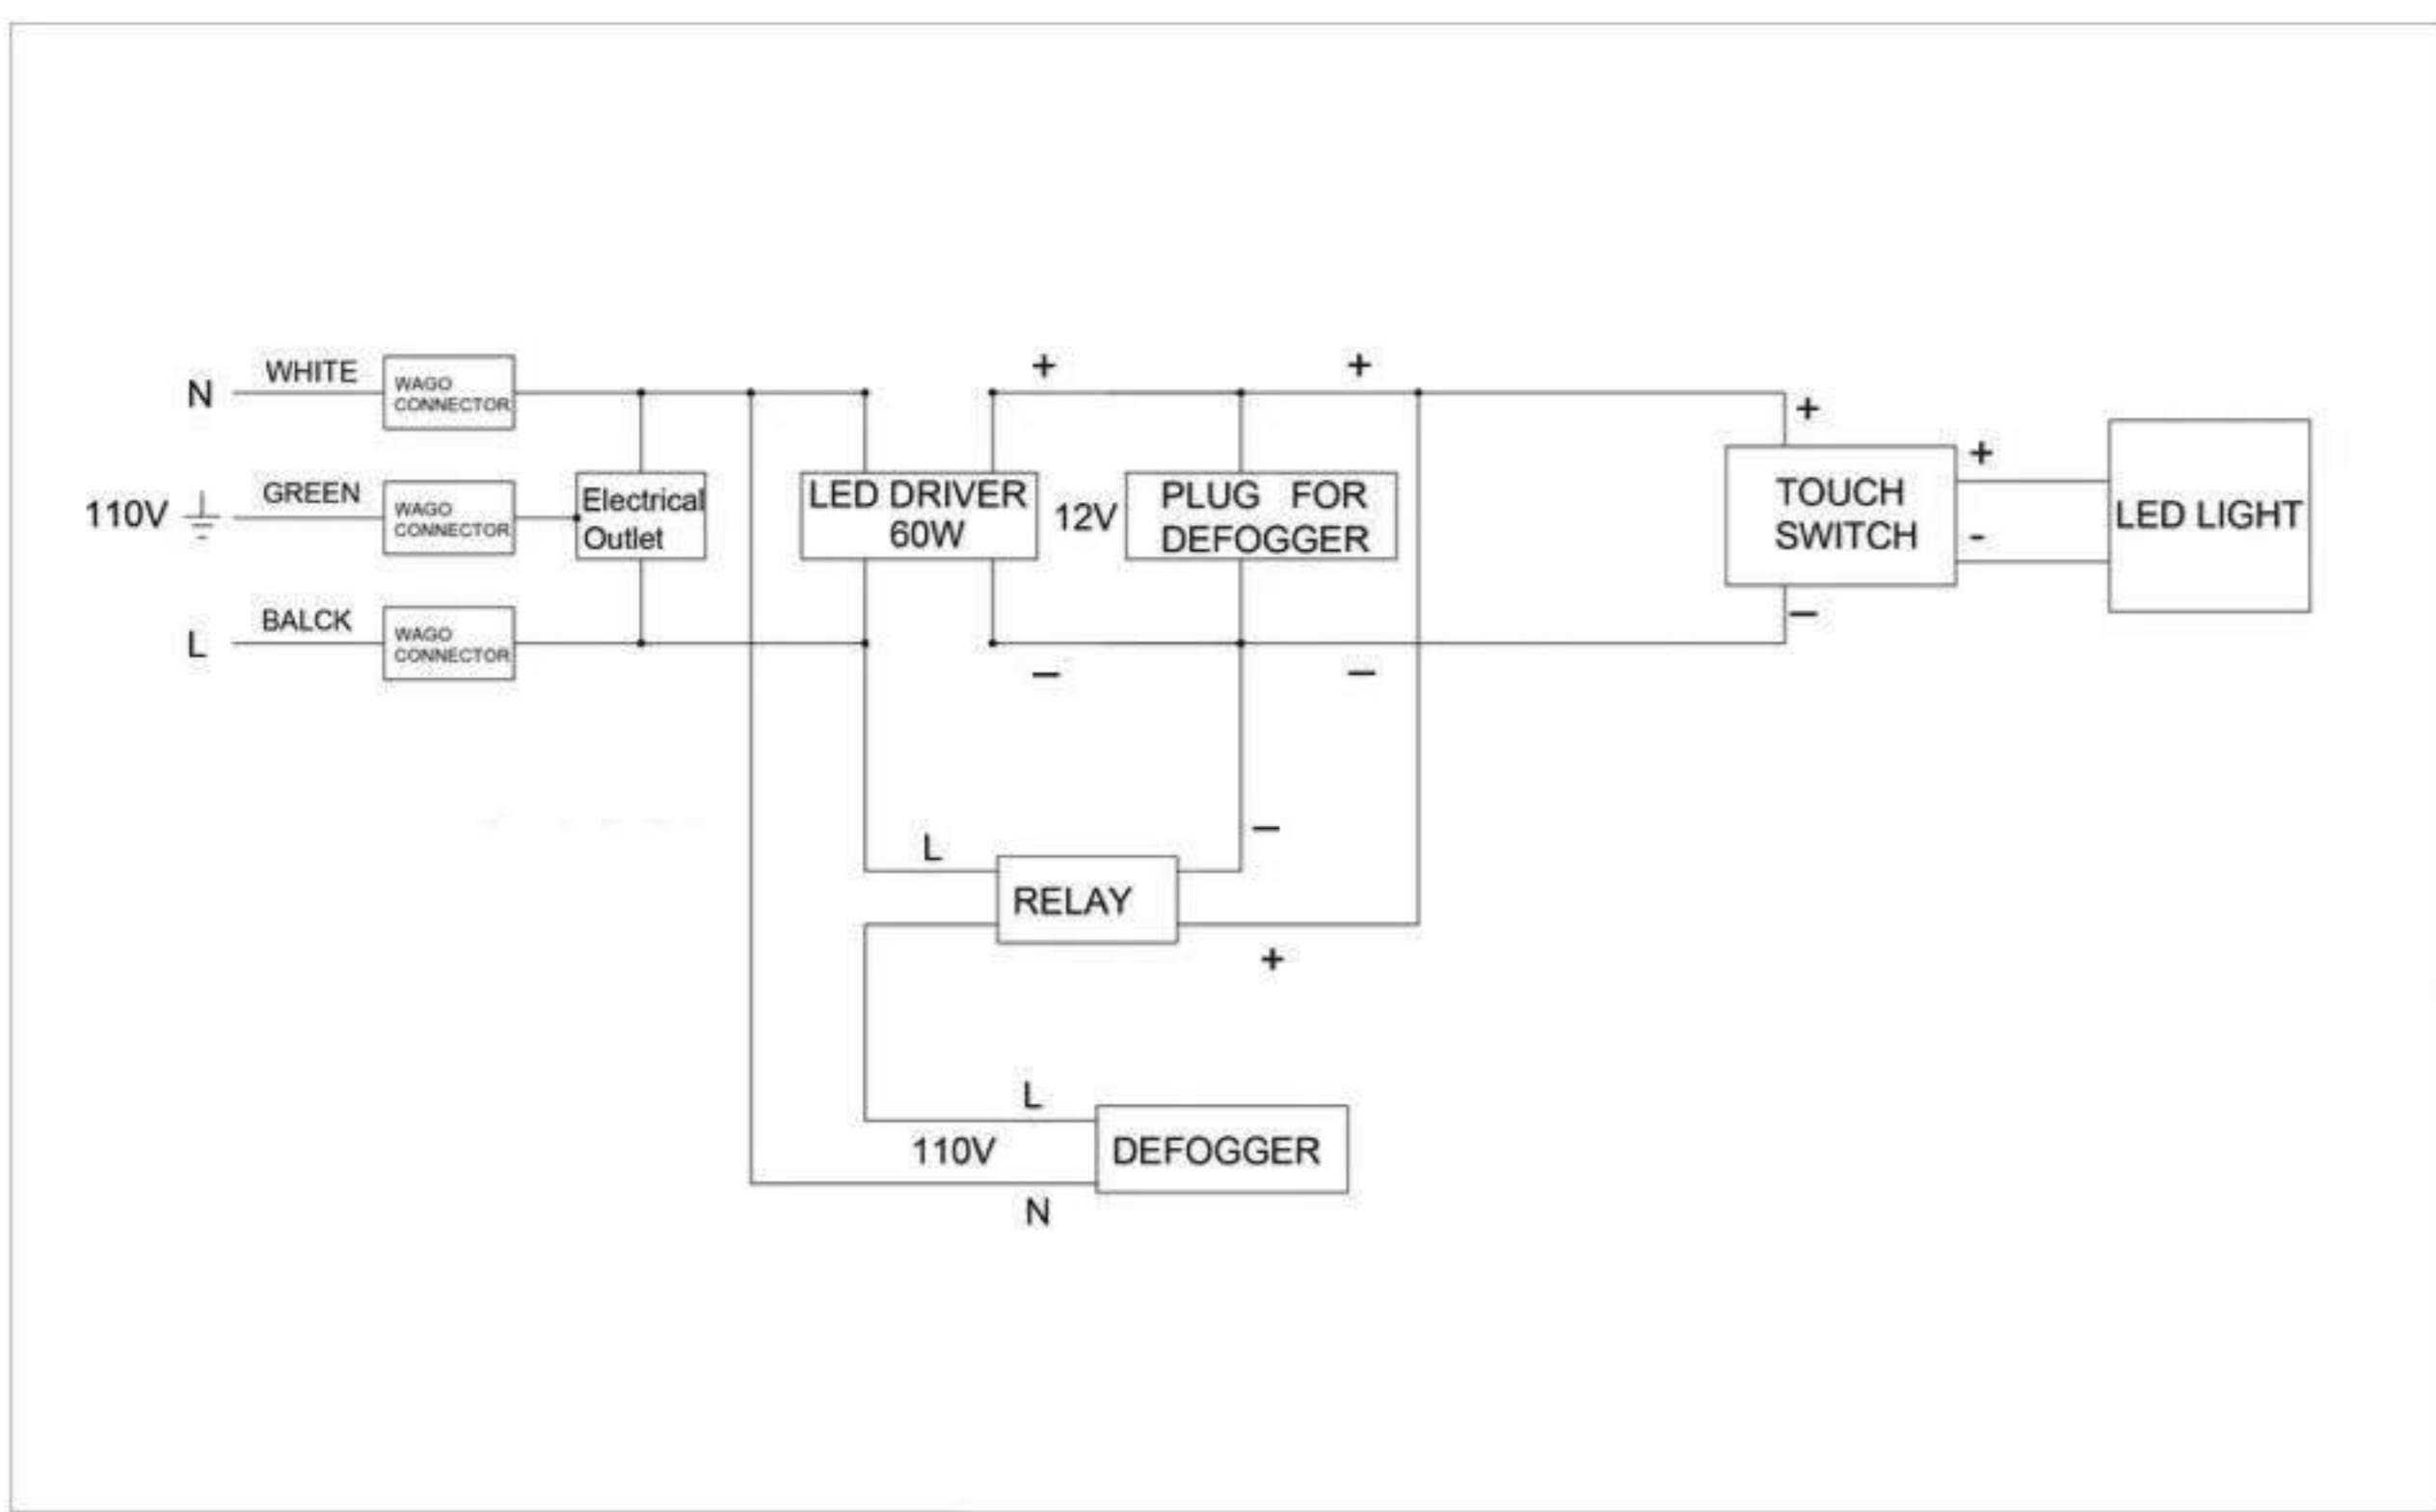 N
WHITE
WAGO
CONNECTOR
+
+
+
110V
GREEN
WAGO
CONNECTOR
Electrical
Outlet
LED DRIVER
60W
12V
PLUG FOR
DEFOGGER
TOUCH
SWITCH
+
-
LED LIGHT
L
BALCK
WAGO
CONNECTOR
–
–
–
L
–
RELAY
+
L
110V
DEFOGGER
N